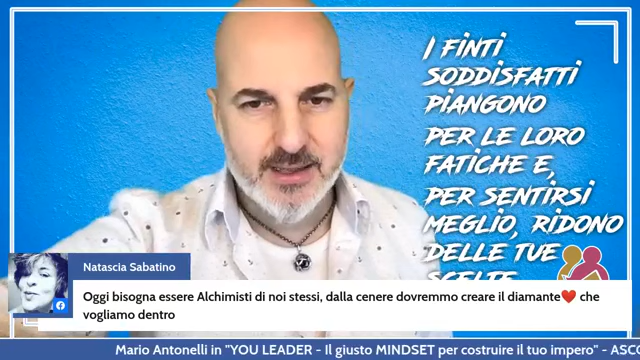 I FINTI
SODDISFATTI
PIANGONO
PER LE LORO
FATICHE E,
PER SENTIRSI
MEGLIO, RIDONO
DELLE TUE
SCELTE
Natascia Sabatino
Oggi bisogna essere Alchimisti di noi stessi, dalla cenere dovremmo creare il diamante❤️ che
vogliamo dentro
Mario Antonelli in "YOU LEADER - Il giusto MINDSET per costruire il tuo impero" - ASCO